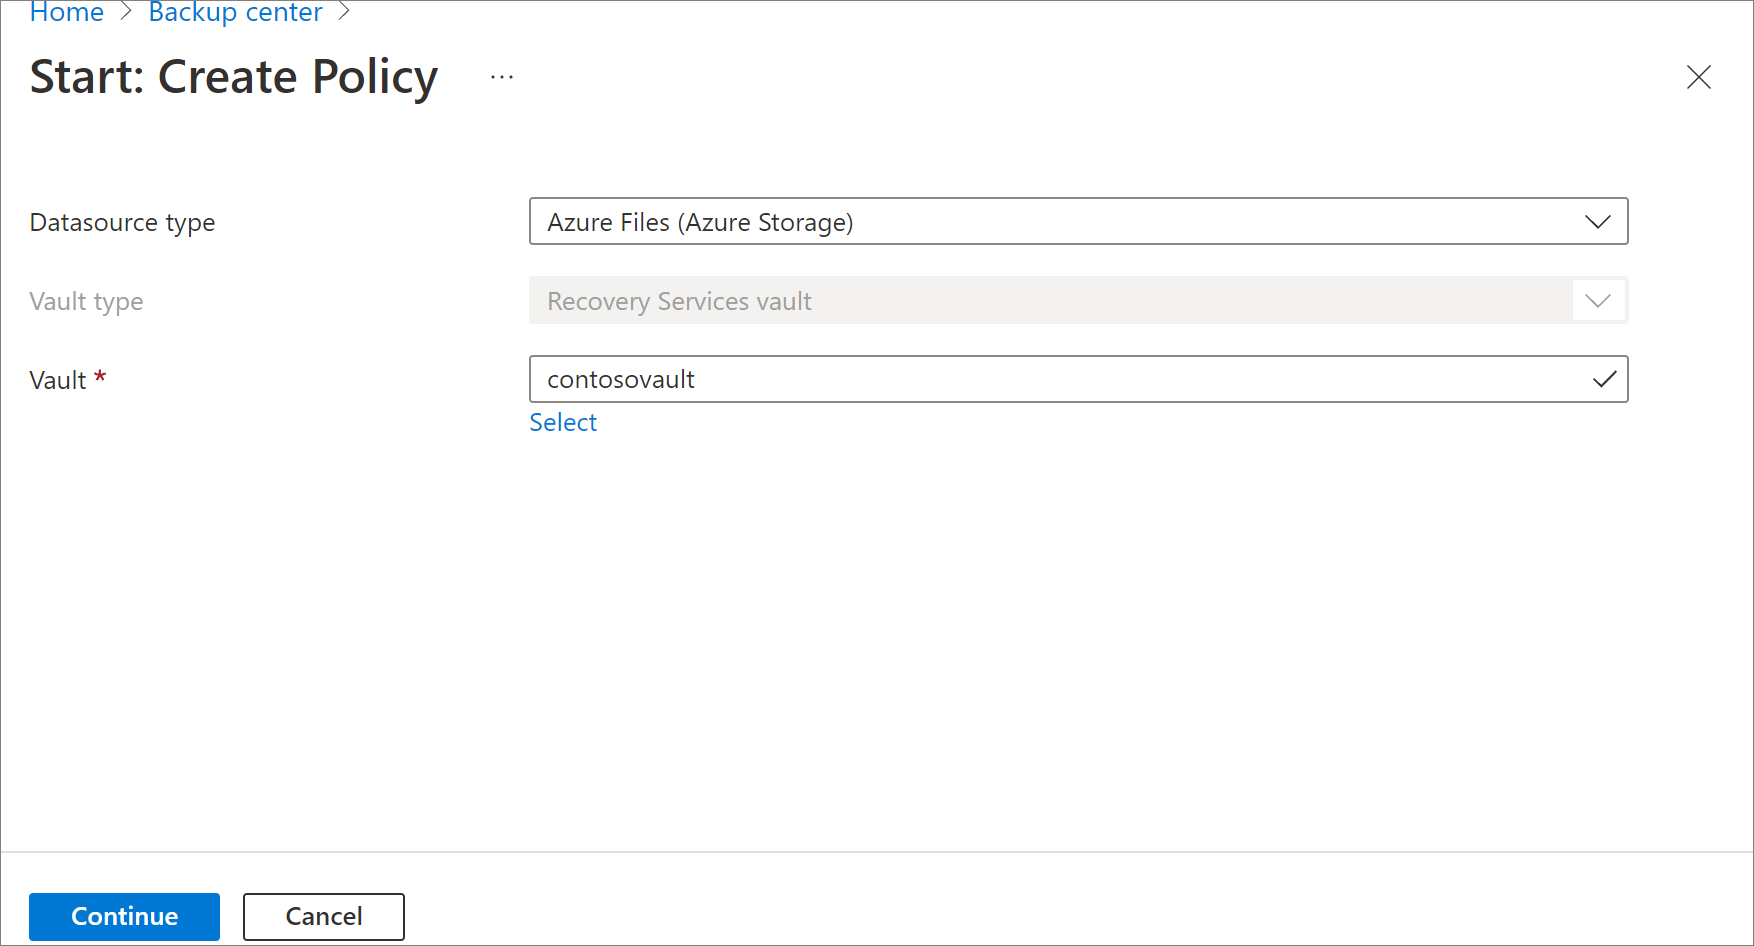 Home > Backup center >
Start: Create Policy ...
Datasource type Azure Files (Azure Storage)
Vault type Recovery Services vault
Vault * contosovault
Select
Continue Cancel